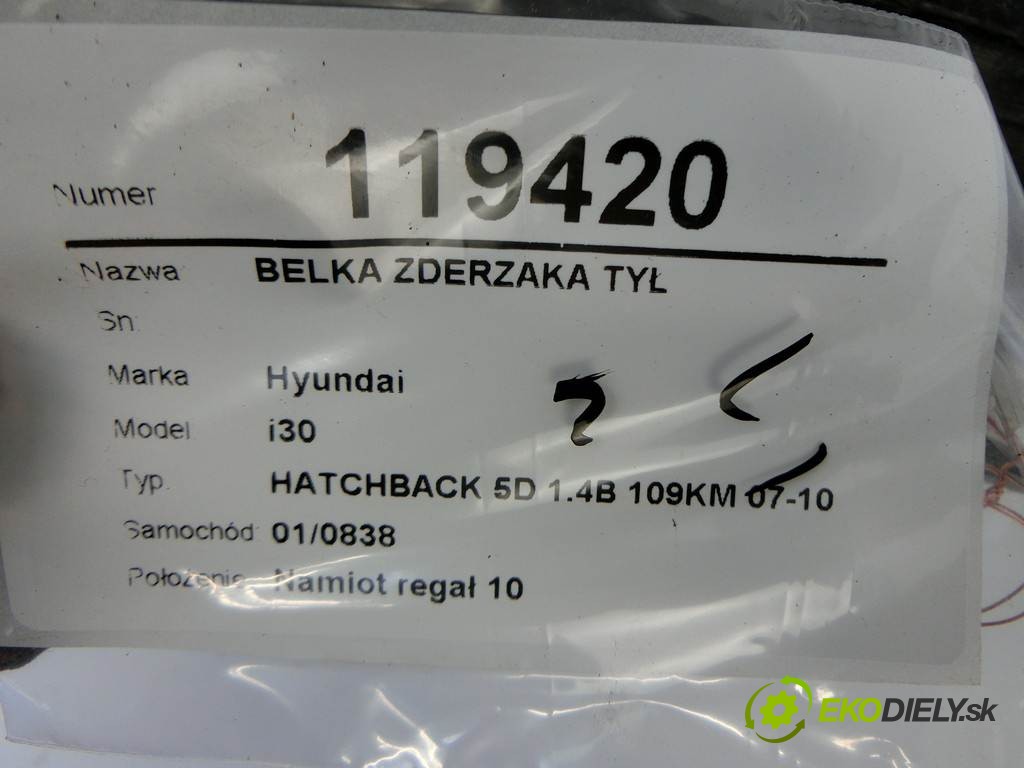 Numer 119420
Nazwa BELKA ZDERZAKA TYŁ
Sn.
Marka Hyundai
Model i30
Typ. HATCHBACK 5D 1.4B 109KM 07-10
Samochód 01/0838
Położenie Namiot regał 10
EKODIELY.sk